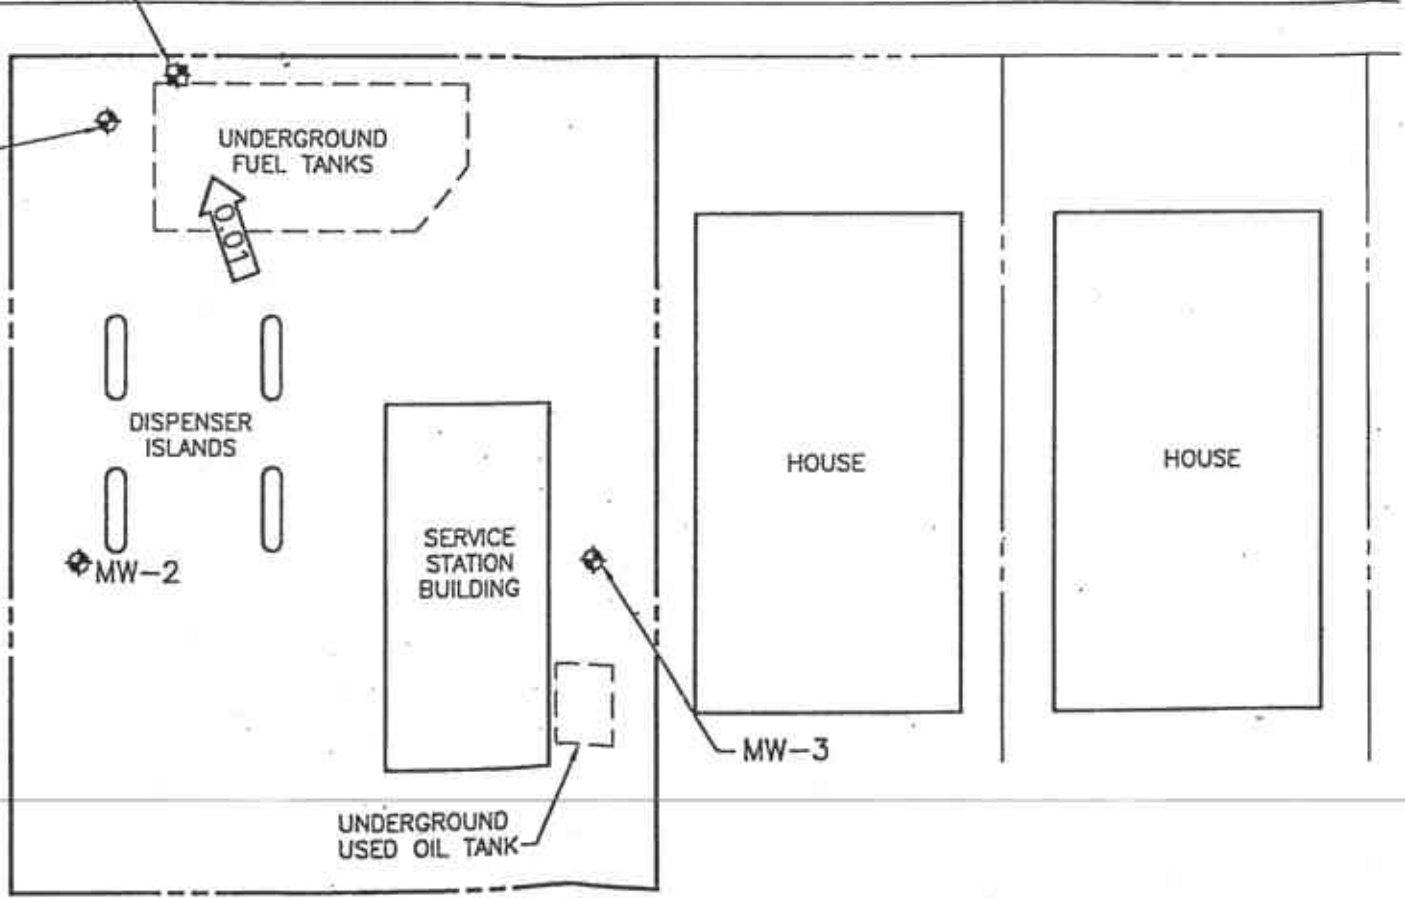 UNDERGROUND
FUEL TANKS
0.01
DISPENSER
ISLANDS
HOUSE
HOUSE
SERVICE
STATION
BUILDING
MW-2
MW-3
UNDERGROUND
USED OIL TANK